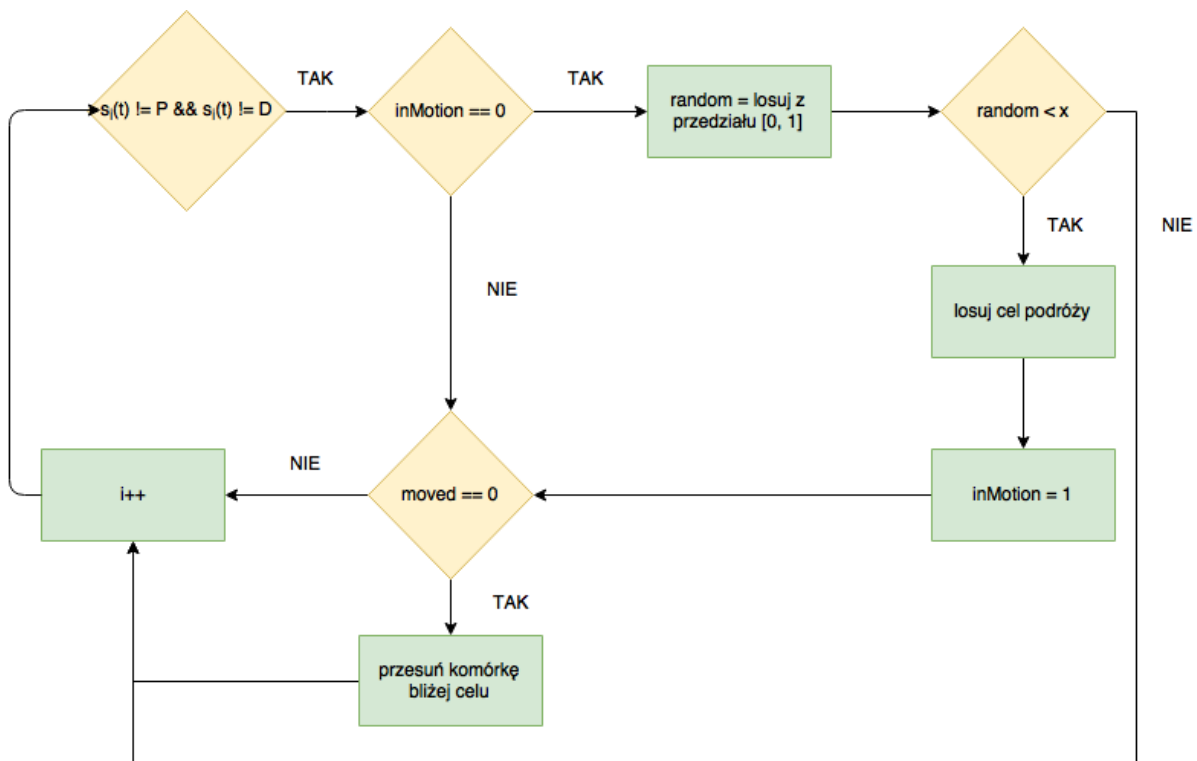 sᵢ(t) != P && sᵢ(t) != D
TAK
inMotion == 0
TAK
random = losuj z
przedziału [0, 1]
random < x
TAK
NIE
losuj cel podróży
NIE
inMotion = 1
moved == 0
NIE
i++
TAK
przesuń komórkę
bliżej celu